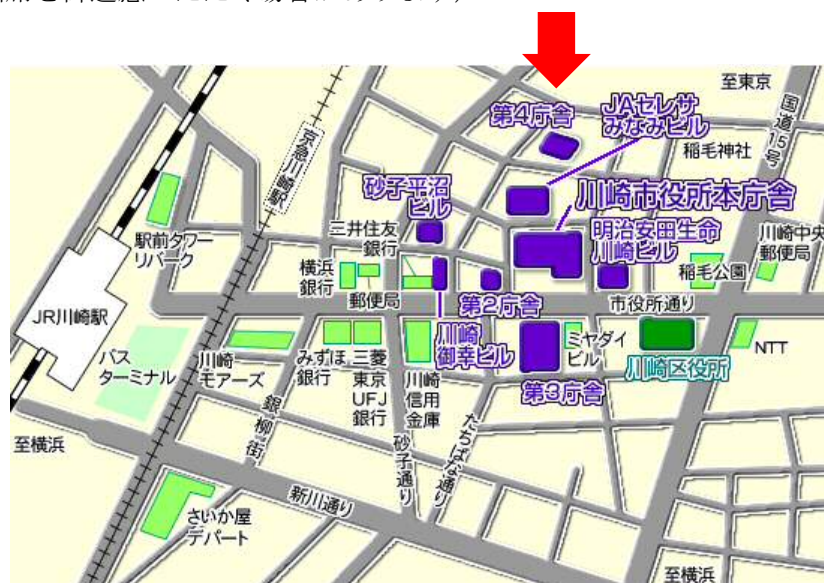 至東京
国道15号
JAセレサ
みなみビル
第4庁舎
稲毛神社
京急川崎駅
砂子平沼
ビル
川崎市役所本庁舎
明治安田生命
川崎ビル
川崎中央
郵便局
三井住友
銀行
駅前タワー
リバーク
横浜
銀行
稲毛公園
郵便局
第2庁舎
市役所通り
JR川崎駅
川崎
御幸ビル
ミヤダイ
ビル
NTT
バス
ターミナル
川崎
モアーズ
みずほ
銀行
三菱
東京
UFJ
銀行
川崎
信用
金庫
第3庁舎
川崎区役所
銀柳街
砂子通り
たちばな通り
至横浜
新川通り
さいか屋
デパート
至横浜